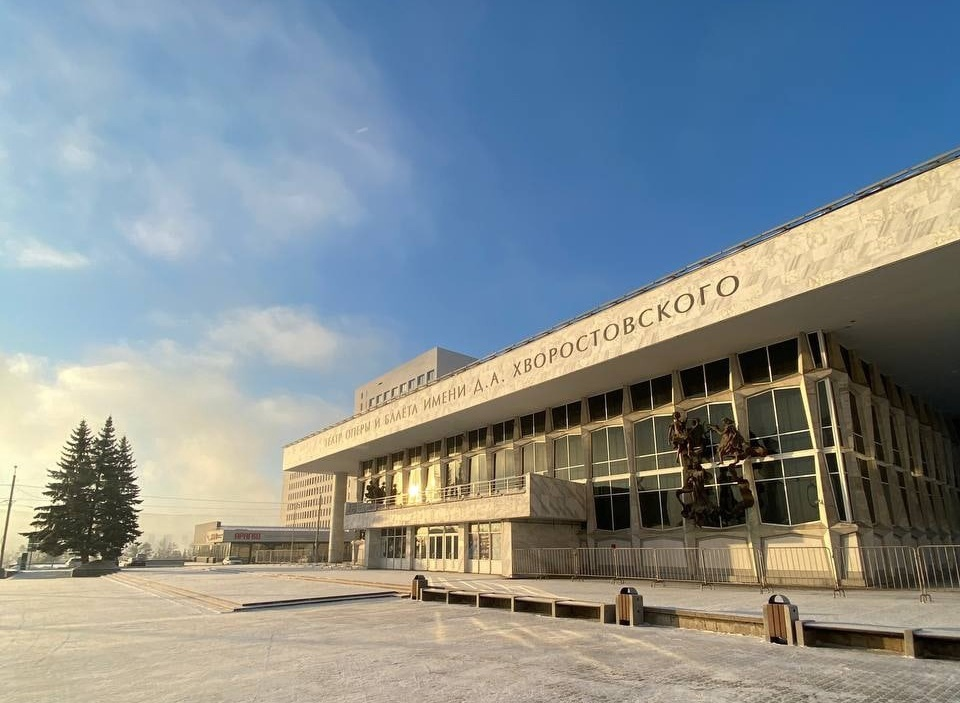 ТЕАТР ОПЕРЫ И БАЛЕТА ИМЕНИ Д.А. ХВОРОСТОВСКОГО